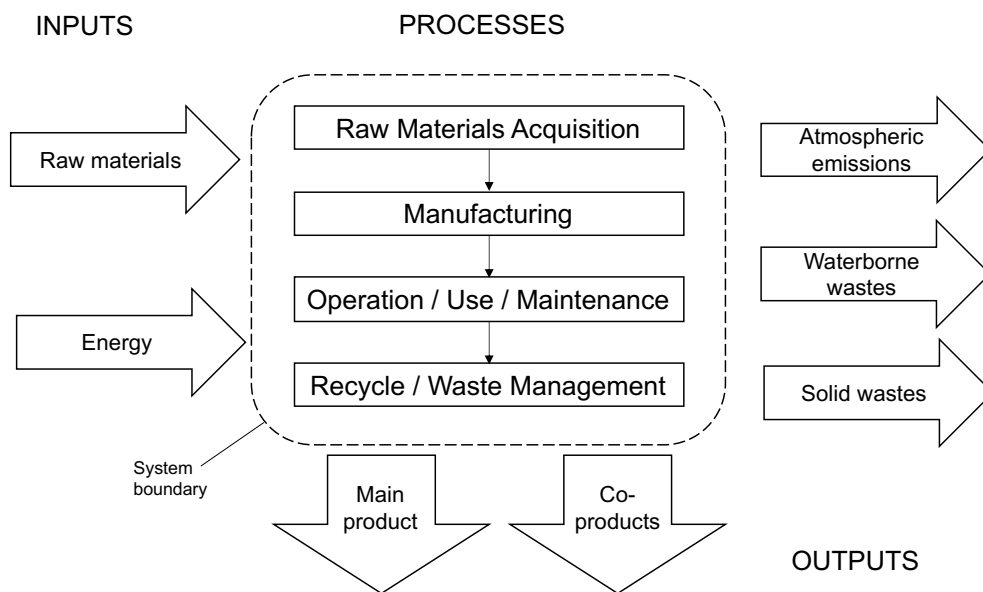 INPUTS
PROCESSES
Raw materials
Energy
Raw Materials Acquisition
Manufacturing
Operation / Use / Maintenance
Recycle / Waste Management
System
boundary
Atmospheric
emissions
Waterborne
wastes
Solid wastes
Main
product
Co-
products
OUTPUTS